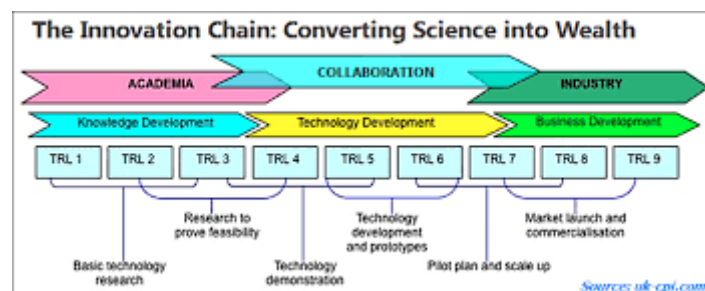 The Innovation Chain: Converting Science into Wealth
COLLABORATION
ACADEMIA
INDUSTRY
Knowledge Development
Technology Development
Business Development
TRL 1
TRL 2
TRL 3
TRL 4
TRL 5
TRL 6
TRL 7
TRL 8
TRL 9
Research to
prove feasibility
Technology
development
and prototypes
Market launch and
commercialisation
Basic technology
research
Technology
demonstration
Pilot plan and scale up
Source: uk-cpi.com